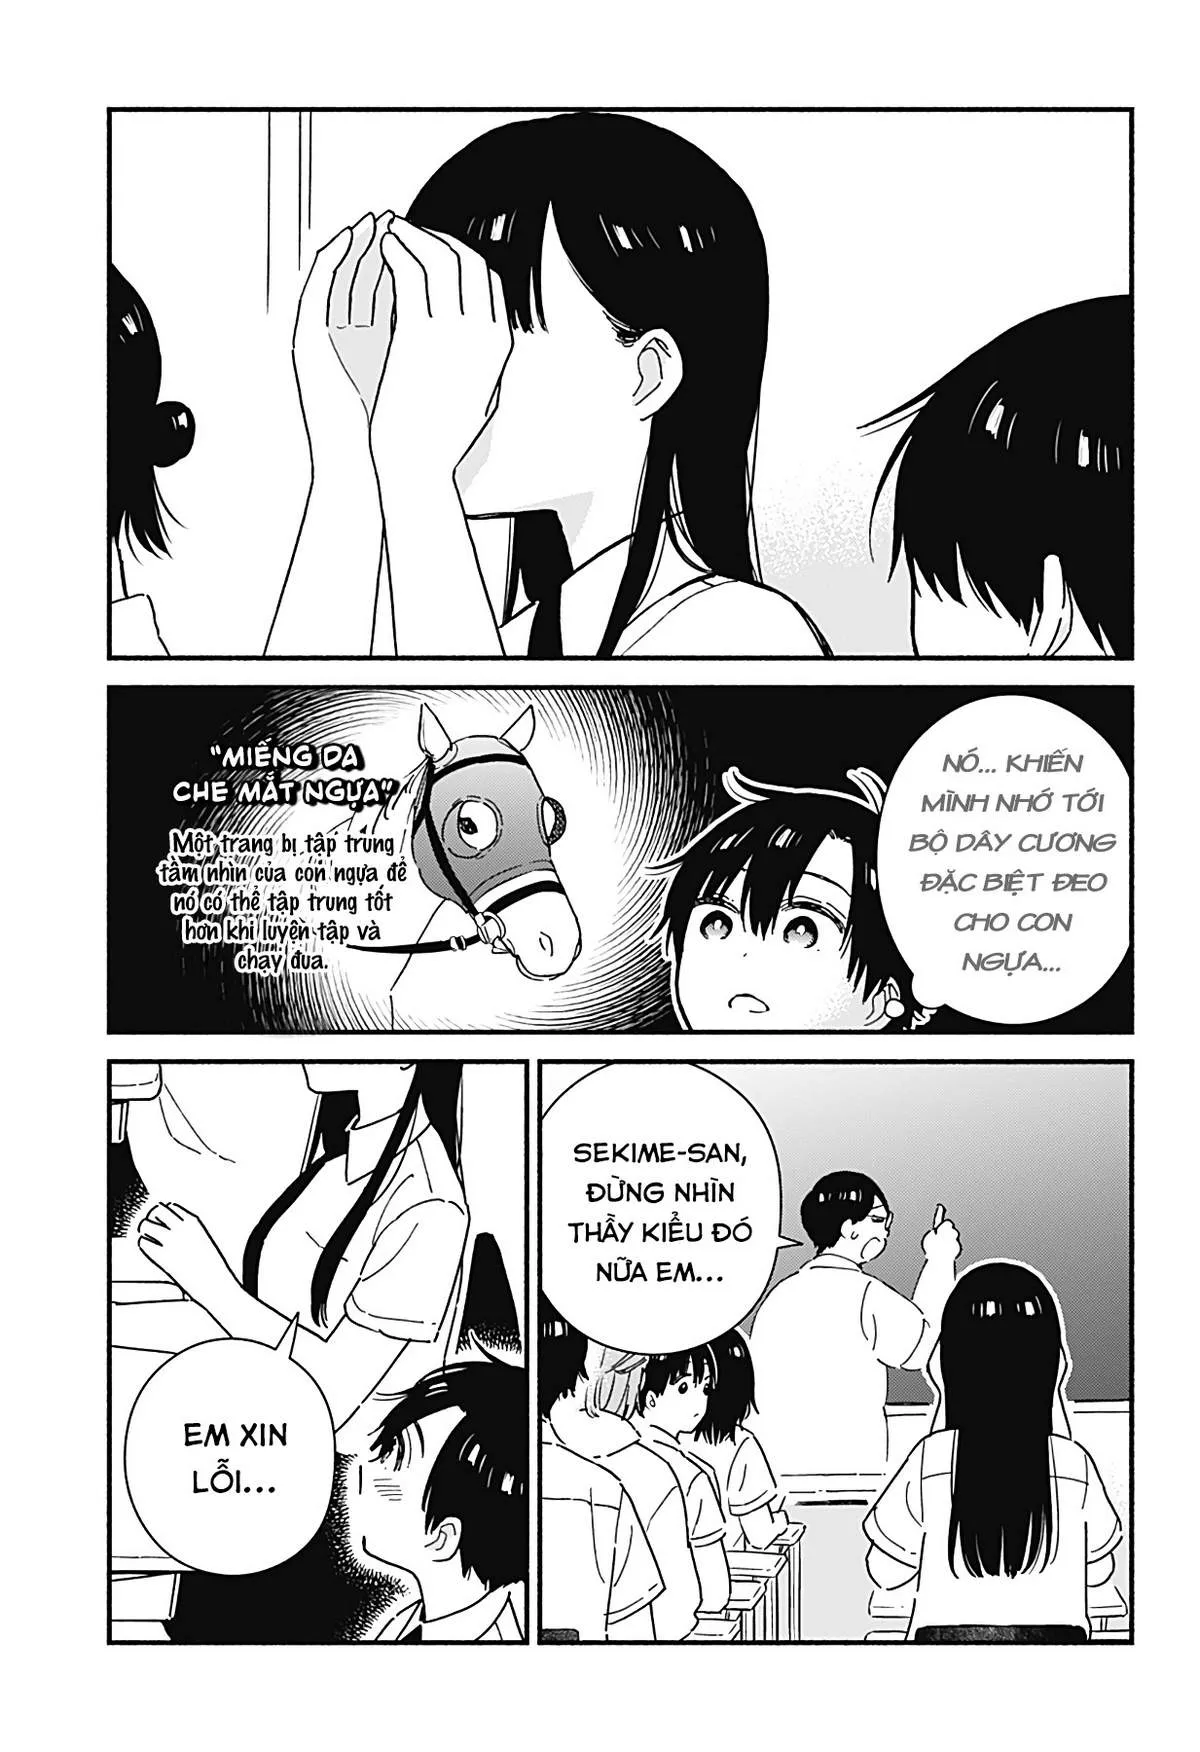 NÓ... KHIẾN
MÌNH NHỚ TỚI
BỘ DÂY CƯƠNG
ĐẶC BIỆT ĐEO
CHO CON
NGỰA...
"MIẾNG DA
CHE MẮT NGỰA"
Một trang bị tập trung
tầm nhìn của con ngựa để
nó có thể tập trung tốt
hơn khi luyện tập và
chạy đua.
SEKIME-SAN,
ĐỪNG NHÌN
THẦY KIỂU ĐÓ
NỮA EM...
EM XIN
LỖI...